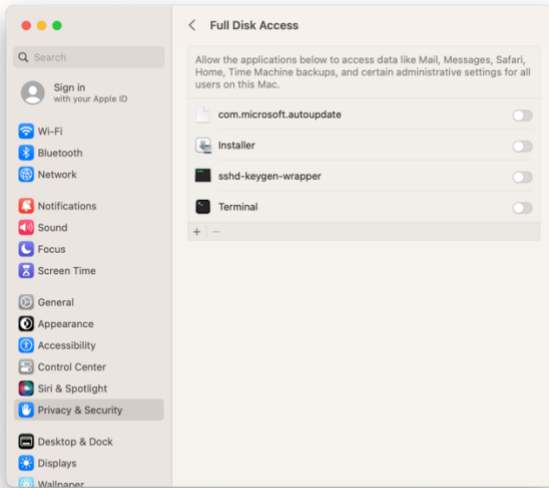 Full Disk Access
Search
Sign in
with your Apple ID
Wi-Fi
Bluetooth
Network
Notifications
Sound
Focus
Screen Time
General
Appearance
Accessibility
Control Center
Siri & Spotlight
Privacy & Security
Desktop & Dock
Displays
Wallpaper
Allow the applications below to access data like Mail, Messages, Safari,
Home, Time Machine backups, and certain administrative settings for all
users on this Mac.
com.microsoft.autoupdate
Installer
sshd-keygen-wrapper
Terminal